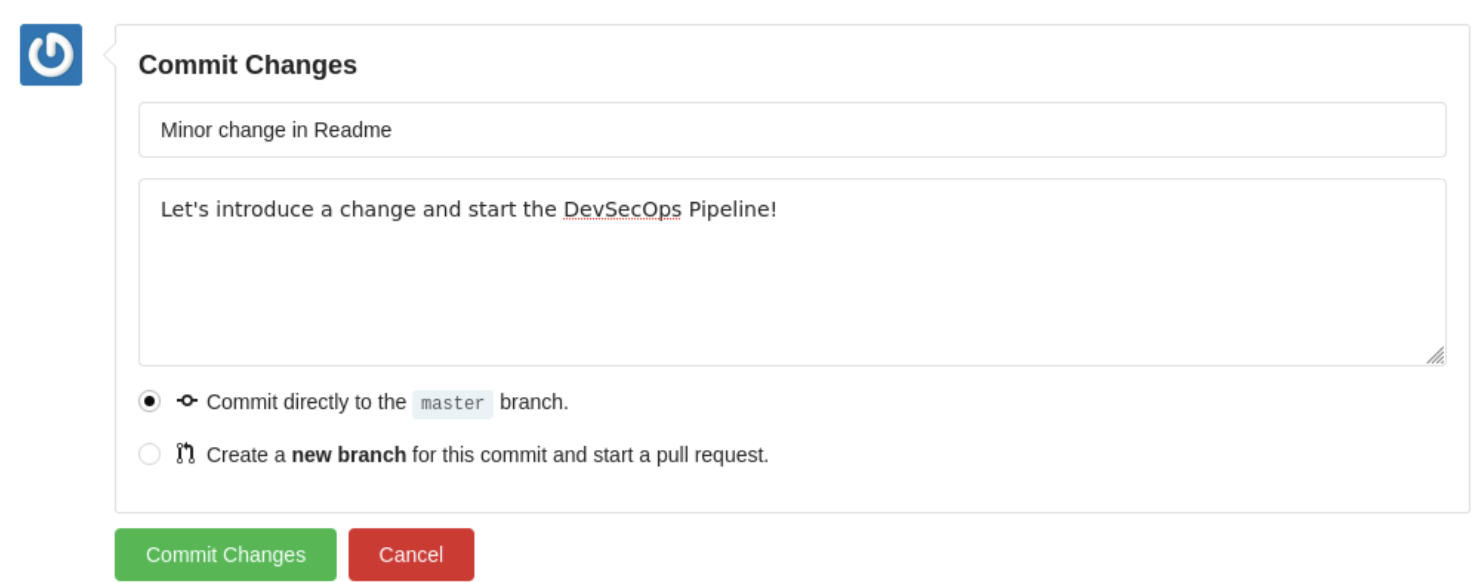 Commit Changes
Minor change in Readme
Let's introduce a change and start the DevSecOps Pipeline!
Commit directly to the master branch.
Create a new branch for this commit and start a pull request.
Commit Changes Cancel